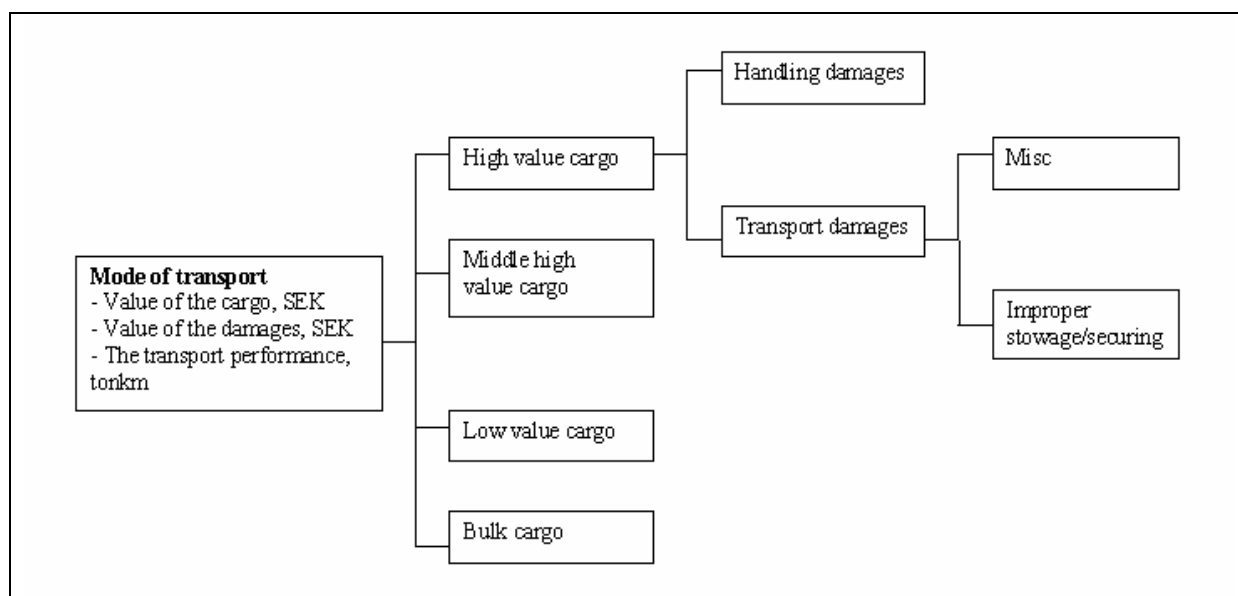 Mode of transport
- Value of the cargo, SEK
- Value of the damages, SEK
- The transport performance,
tonkm
High value cargo
Middle high
value cargo
Low value cargo
Bulk cargo
Handling damages
Transport damages
Misc
Improper
stowage/securing